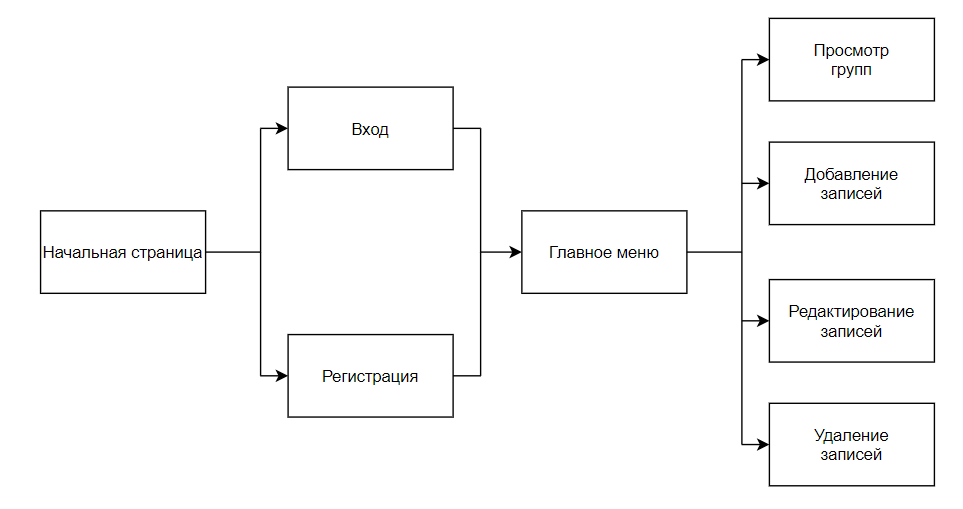 Начальная страница
Вход
Регистрация
Главное меню
Просмотр
групп
Добавление
записей
Редактирование
записей
Удаление
записей